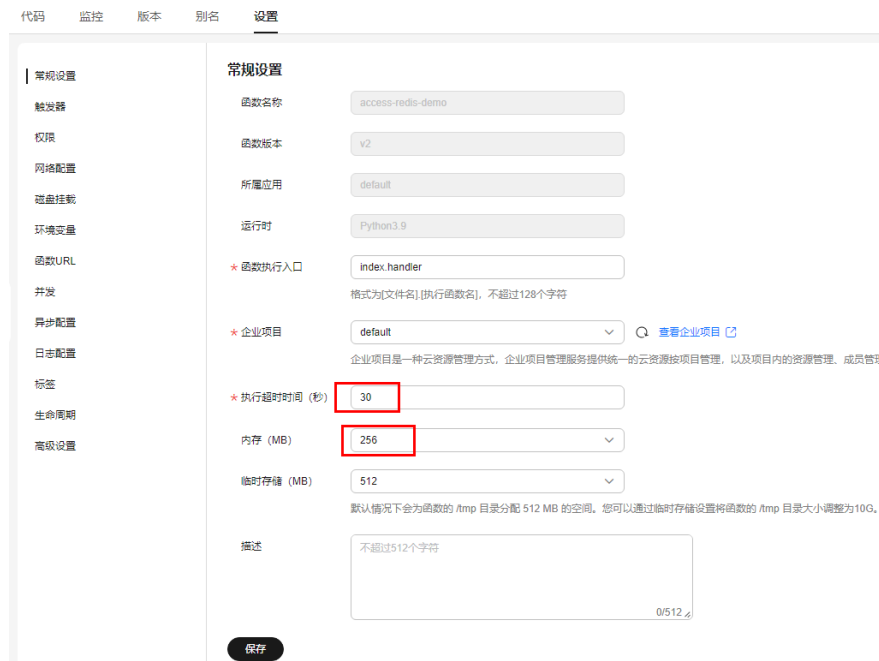 代码 监控 版本 别名 设置
常规设置
触发器
权限
网络配置
磁盘挂载
环境变量
函数URL
并发
异步配置
日志配置
标签
生命周期
高级设置
常规设置
函数名称 access-redis-demo
函数版本 v2
所属应用 default
运行时 Python3.9
* 函数执行入口 index.handler
格式为[文件名].[执行函数名]，不超过128个字符
* 企业项目 default 查看企业项目
企业项目是一种云资源管理方式，企业项目管理服务提供统一的云资源按项目管理，以及项目内的资源管理、成员管理
* 执行超时时间（秒） 30
内存（MB） 256
临时存储（MB） 512
默认情况下会为函数的 /tmp 目录分配 512 MB 的空间。您可以通过临时存储设置将函数的 /tmp 目录大小调整为10G。
描述 不超过512个字符
0/512
保存